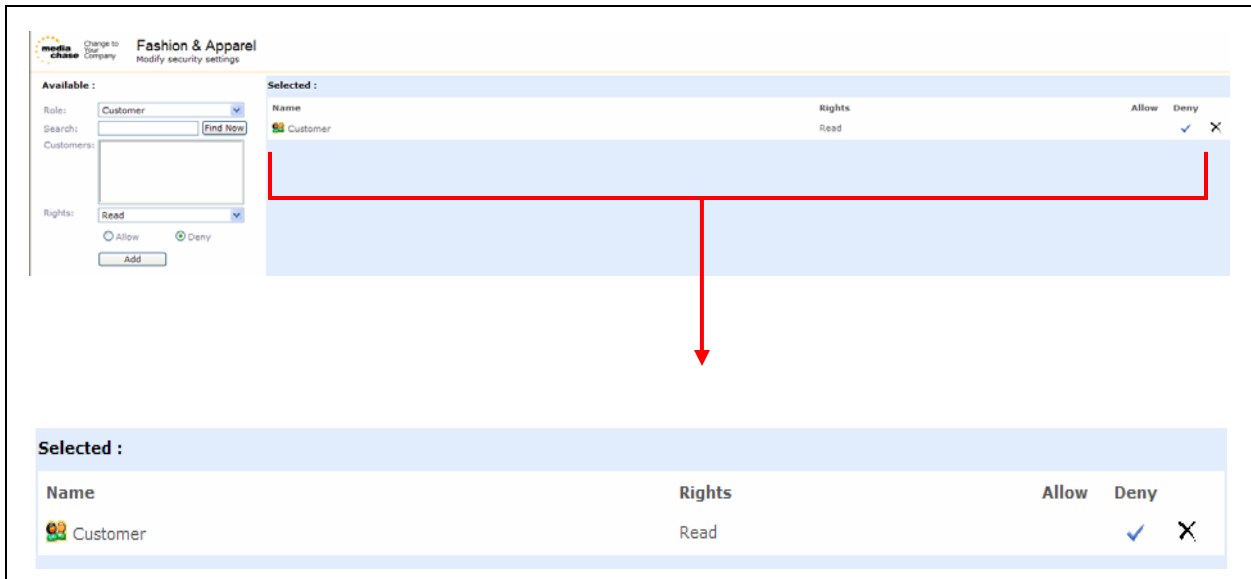 media chase
Change to Your Company
Fashion & Apparel
Modify security settings
Available :
Role: Customer
Search: Find Now
Customers:
Rights: Read
Allow Deny
Add
Selected :
Name Rights Allow Deny
Customer Read
Selected :
Name Rights Allow Deny
Customer Read